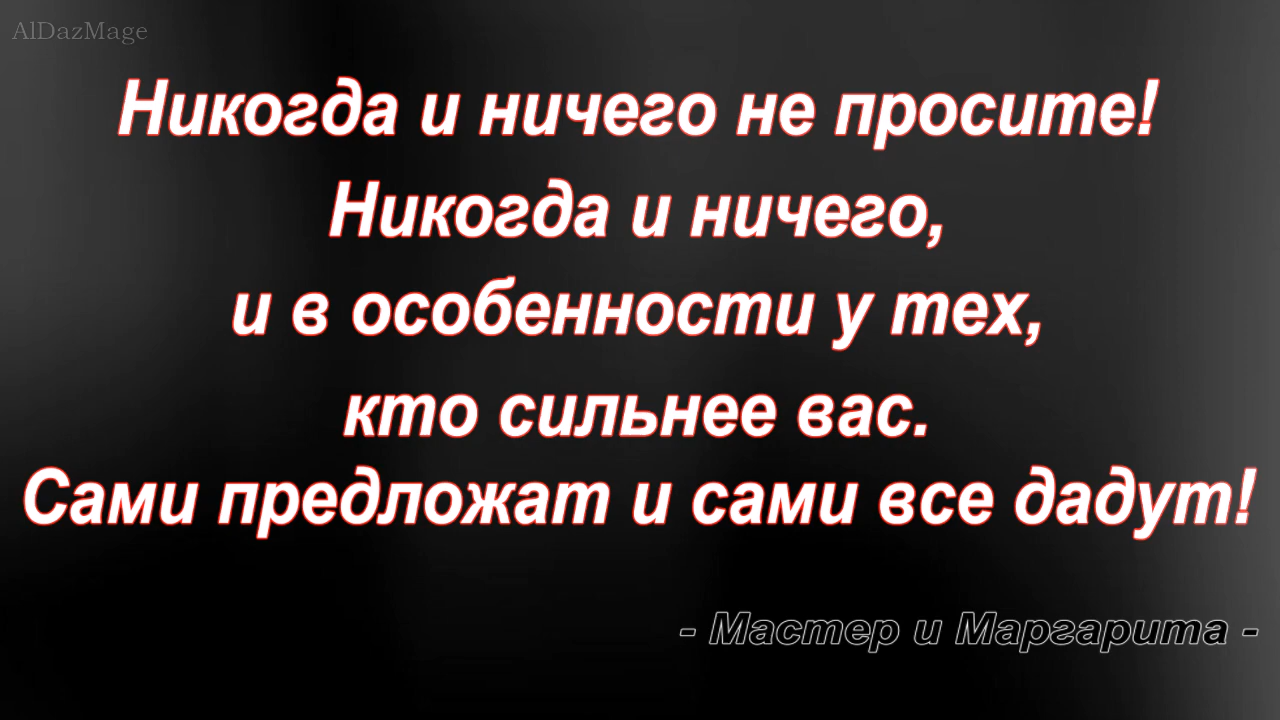 AlDazMage
Никогда и ничего не просите!
Никогда и ничего,
и в особенности у тех,
кто сильнее вас.
Сами предложат и сами все дадут!
- Мастер и Маргарита -